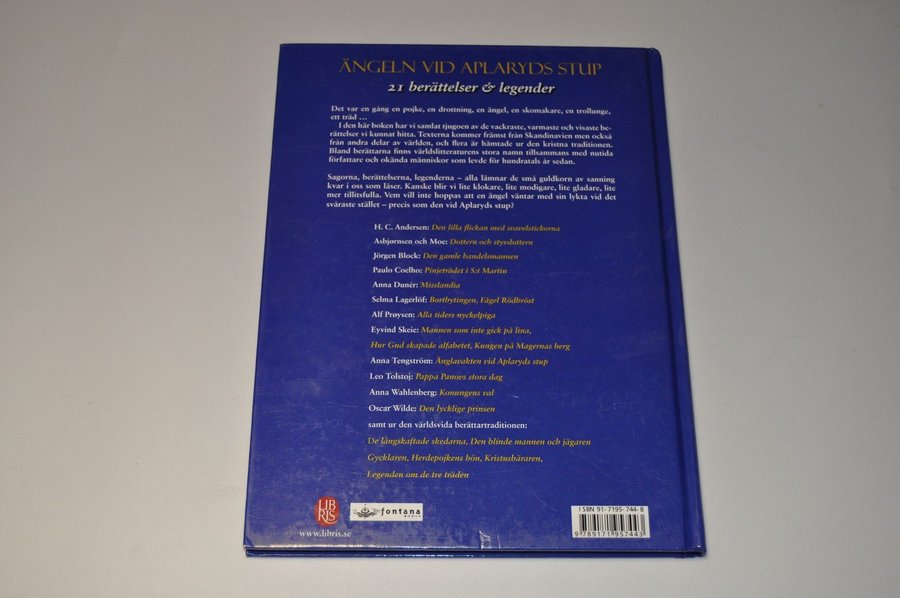 ÄNGELN VID APLARYDS STUP
21 berättelser & legender
Det var en gång en pojke, en drottning, en ängel, en skomakare, en trollunge,
ett träd ...
I den här boken har vi samlat tjugoen av de vackraste, varmaste och visaste be-
rättelser vi kunnat hitta. Texterna kommer främst från Skandinavien men också
från andra delar av världen, och flera är hämtade ur den kristna traditionen.
Bland berättarna finns världslitteraturens stora namn tillsammans med nutida
författare och okända människor som levde för hundratals år sedan.
Sagorna, berättelserna, legenderna – alla lämnar de små guldkorn av sanning
kvar i oss som läser. Kanske blir vi lite klokare, lite modigare, lite gladare, lite
mer tillitsfulla. Vem vill inte hoppas att en ängel väntar med sin lykta vid det
svåraste stället – precis som den vid Aplaryds stup?
H. C. Andersen: Den lilla flickan med svavelstickorna
Asbjørnsen och Moe: Dottern och styvdottern
Jörgen Block: Den gamle handelsmannen
Paulo Coelho: Pinjeträdet i S:t Martin
Anna Dunér: Misslandia
Selma Lagerlöf: Bortbytingen, Fågel Rödbröst
Alf Prøysen: Alla tiders nyckelpiga
Eyvind Skeie: Mannen som inte gick på lina,
Hur Gud skapade alfabetet, Kungen på Magernas berg
Anna Tengström: Änglavakten vid Aplaryds stup
Leo Tolstoj: Pappa Panovs stora dag
Anna Wahlenberg: Konungens val
Oscar Wilde: Den lycklige prinsen
samt ur den världsvida berättartraditionen:
De långskaftade skedarna, Den blinde mannen och jägaren
Gycklaren, Herdepojkens bön, Kristusbäraren,
Legenden om de tre träden
LIB
RIS
www.libris.se
fontana
MEDIA
ISBN 91-7195-744-8
9 789171 957443